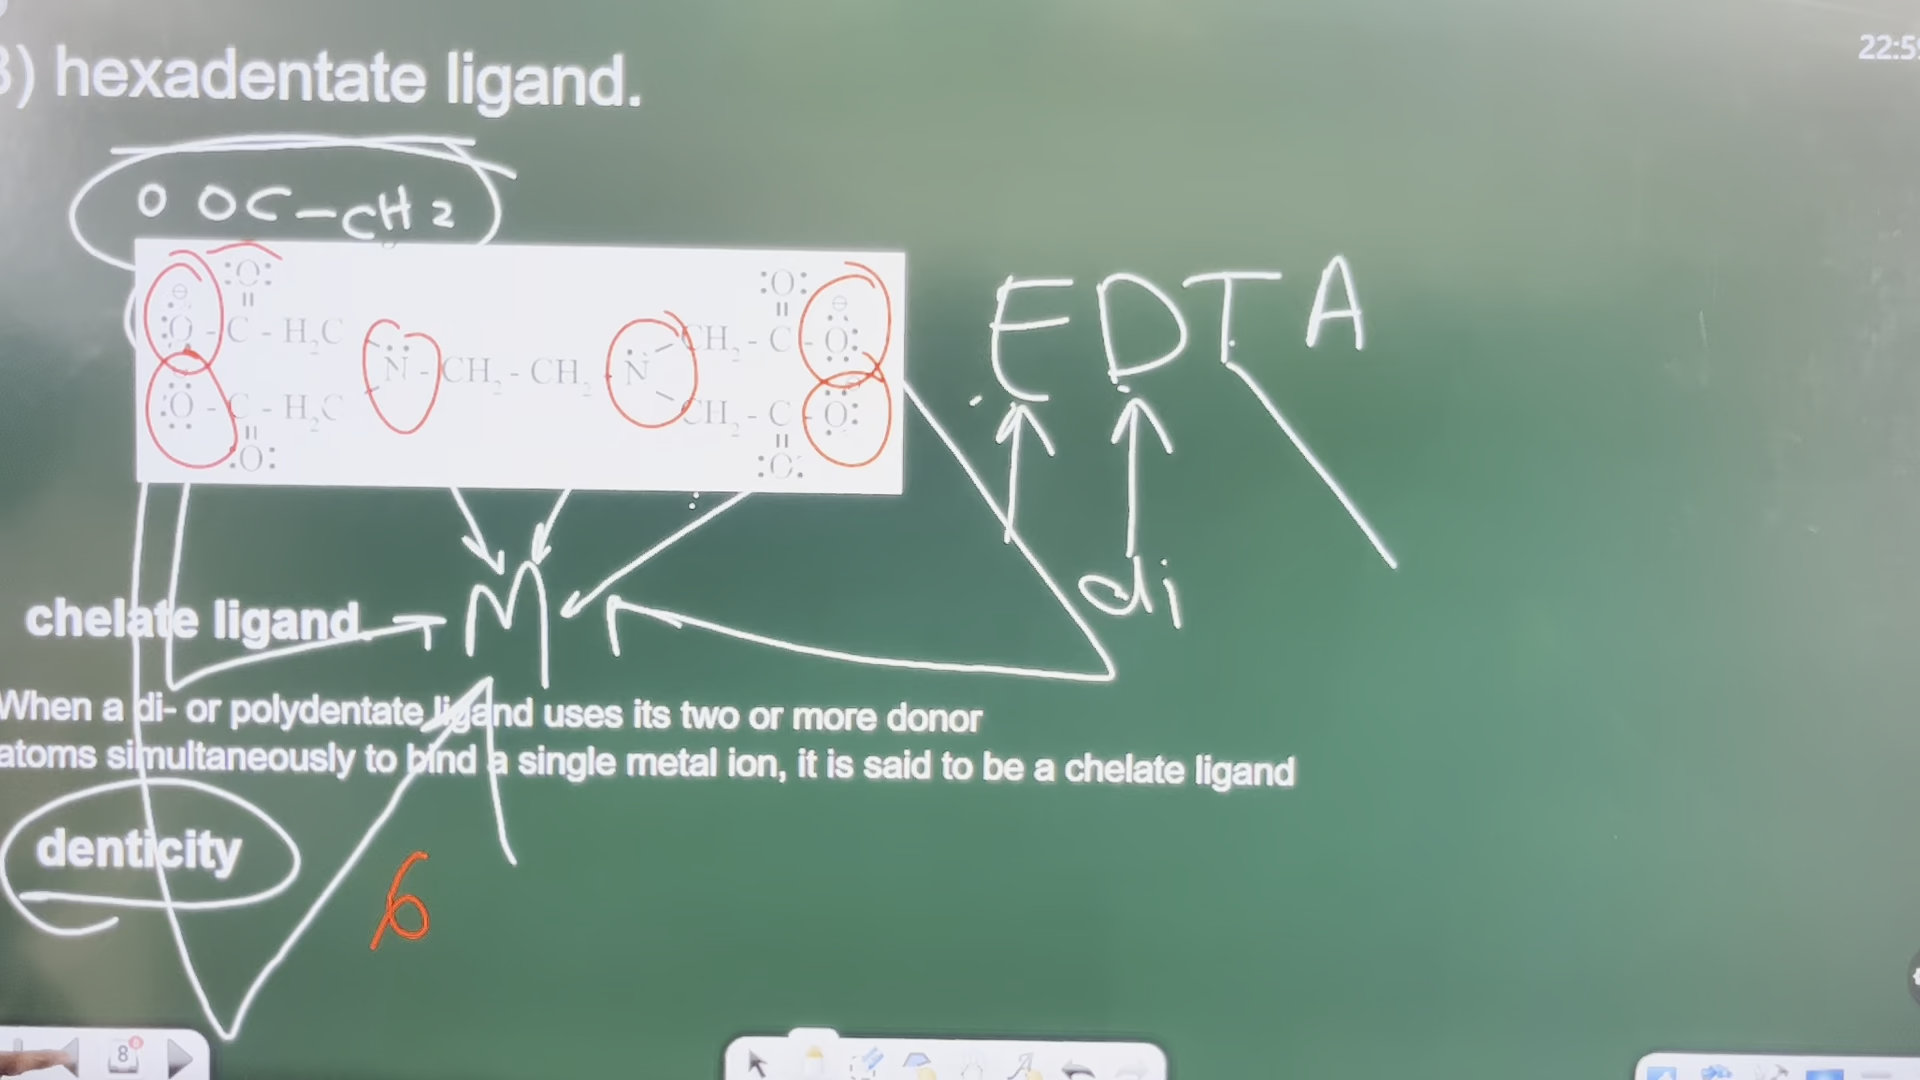 3) hexadentate ligand.
22:5
OOC-CH2
:O: :O:
:O - C - H2C CH2 - C - O:
N - CH2 - CH2 N
:O - C - H2C CH2 - C - O:
:O: :O:
EDTA
di
chelate ligand
M
When a di- or polydentate ligand uses its two or more donor
atoms simultaneously to bind a single metal ion, it is said to be a chelate ligand
denticity
6
8